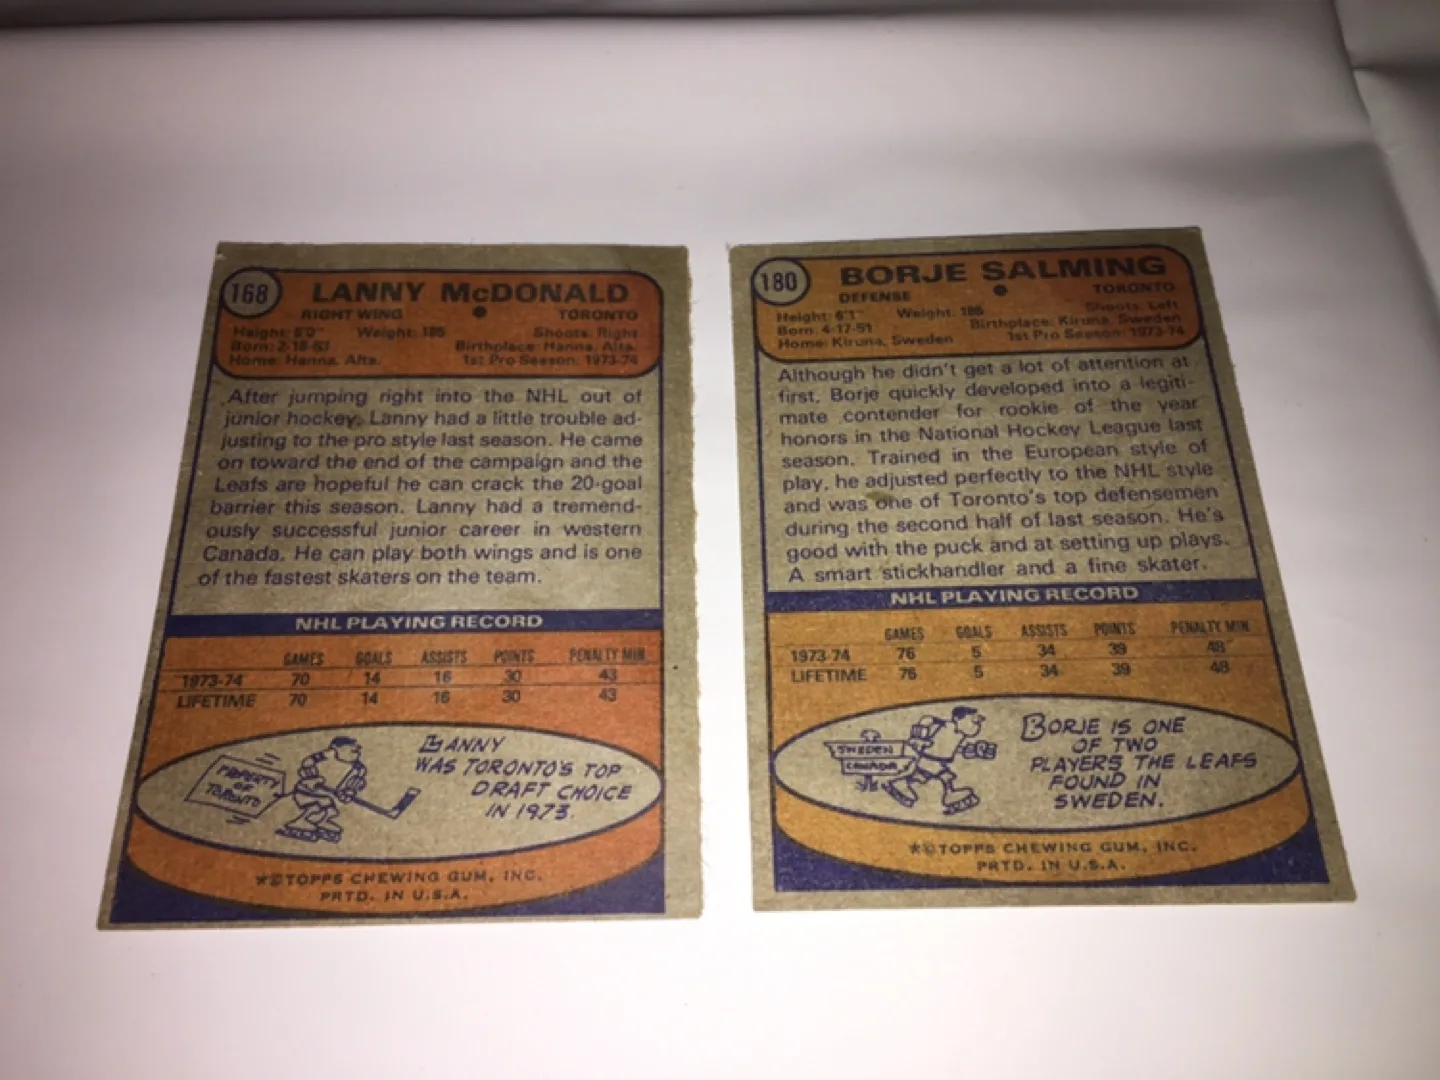 168
LANNY McDONALD
RIGHT WING
TORONTO
Height: 6'0" Weight: 185 Shoots: Right
Born: 2-16-53 Birthplace: Hanna, Alta.
Home: Hanna, Alta. 1st Pro Season: 1973-74
After jumping right into the NHL out of
junior hockey, Lanny had a little trouble ad-
justing to the pro style last season. He came
on toward the end of the campaign and the
Leafs are hopeful he can crack the 20-goal
barrier this season. Lanny had a tremend-
ously successful junior career in western
Canada. He can play both wings and is one
of the fastest skaters on the team.
NHL PLAYING RECORD
GAMES GOALS ASSISTS POINTS PENALTY MIN.
1973-74 70 14 16 30 43
LIFETIME 70 14 16 30 43
PROPERTY
OF
TORONTO
LANNY
WAS TORONTO'S TOP
DRAFT CHOICE
IN 1973.
★©TOPPS CHEWING GUM, INC.
PRTD. IN U.S.A.
180
BORJE SALMING
DEFENSE
TORONTO
Height: 6'1" Weight: 185 Shoots: Left
Born: 4-17-51 Birthplace: Kiruna, Sweden
Home: Kiruna, Sweden 1st Pro Season: 1973-74
Although he didn't get a lot of attention at
first, Borje quickly developed into a legiti-
mate contender for rookie of the year
honors in the National Hockey League last
season. Trained in the European style of
play, he adjusted perfectly to the NHL style
and was one of Toronto's top defensemen
during the second half of last season. He's
good with the puck and at setting up plays.
A smart stickhandler and a fine skater.
NHL PLAYING RECORD
GAMES GOALS ASSISTS POINTS PENALTY MIN.
1973-74 76 5 34 39 48
LIFETIME 76 5 34 39 48
SWEDEN
CANADA
BORJE IS ONE
OF TWO
PLAYERS THE LEAFS
FOUND IN
SWEDEN.
★©TOPPS CHEWING GUM, INC.
PRTD. IN U.S.A.